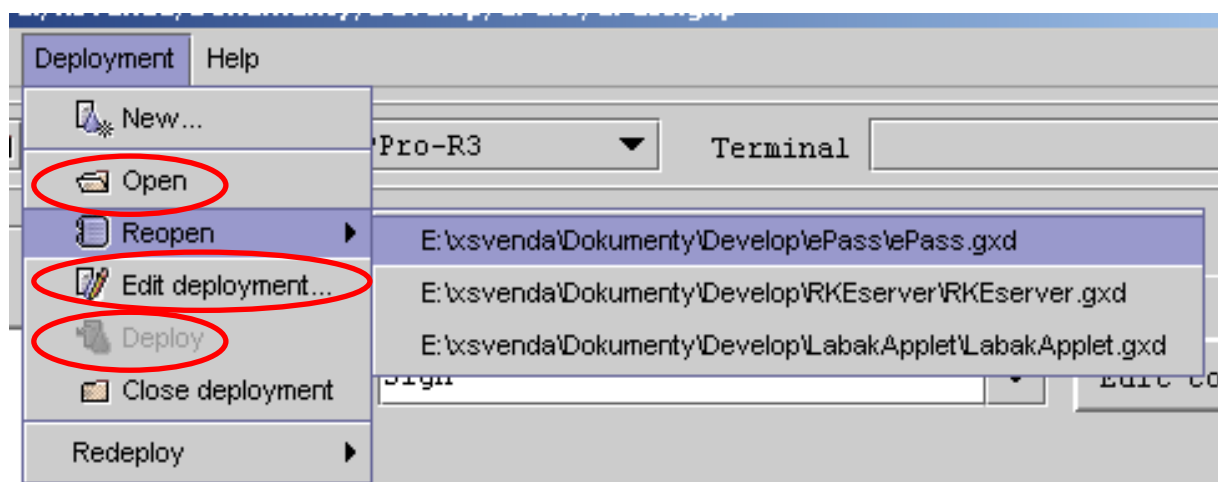 Deployment Help
New...
Pro-R3 Terminal
Open
Reopen E:\xsvenda\Dokumenty\Develop\ePass\ePass.gxd
Edit deployment... E:\xsvenda\Dokumenty\Develop\RKEserver\RKEserver.gxd
Deploy E:\xsvenda\Dokumenty\Develop\LabakApplet\LabakApplet.gxd
Close deployment
Redeploy